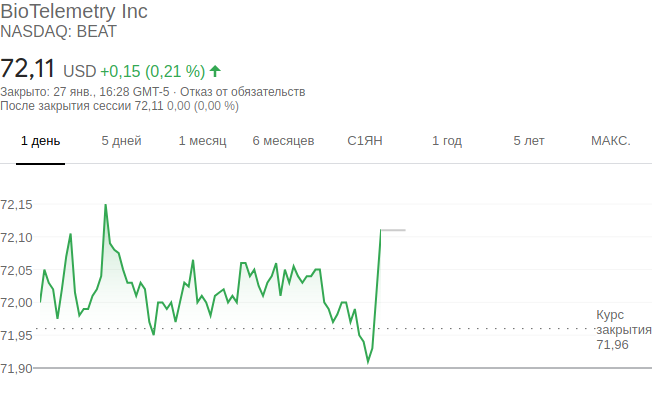 BioTelemetry Inc
NASDAQ: BEAT
72,11 USD +0,15 (0,21 %)
Закрыто: 27 янв., 16:28 GMT-5 · Отказ от обязательств
После закрытия сессии 72,11 0,00 (0,00 %)
1 день 5 дней 1 месяц 6 месяцев С1ЯН 1 год 5 лет МАКС.
72,15
72,10
72,05
72,00
71,95
71,90
Курс
закрытия
71,96